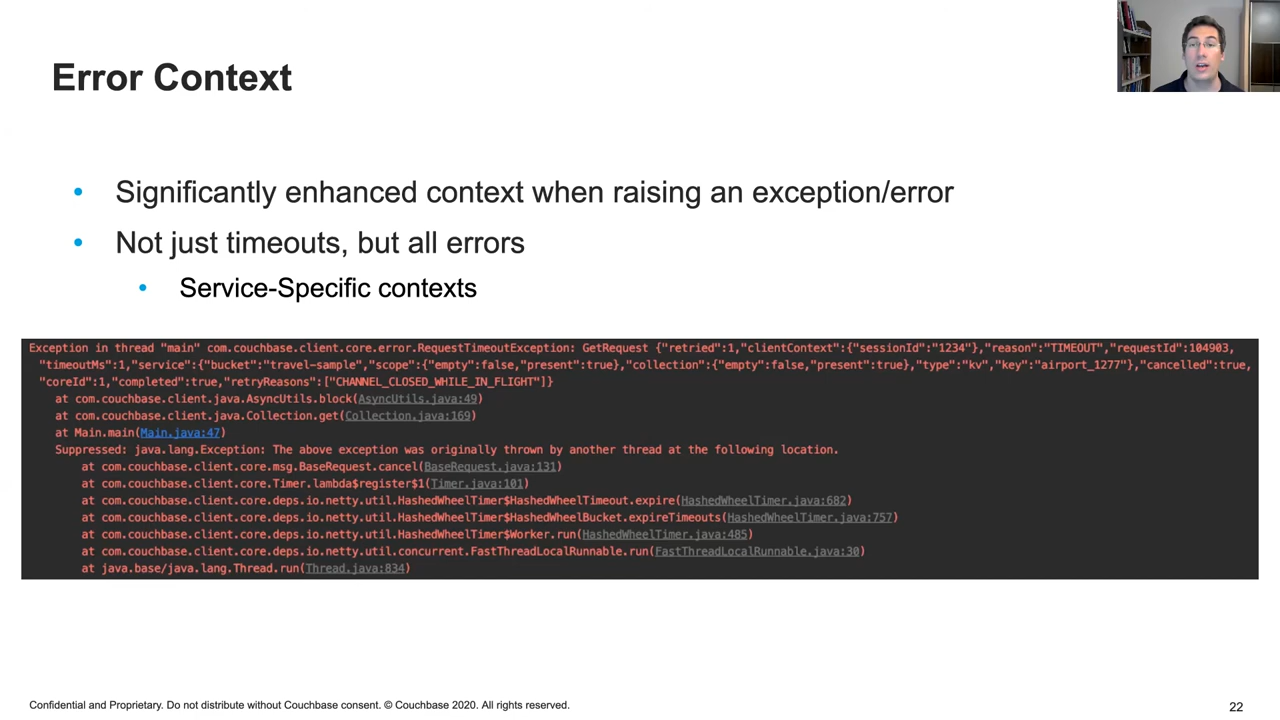 Error Context
• Significantly enhanced context when raising an exception/error
• Not just timeouts, but all errors
• Service-Specific contexts
Exception in thread "main" com.couchbase.client.core.error.RequestTimeoutException: GetRequest {"retried":1,"clientContext":{"sessionId":"1234"},"reason":"TIMEOUT","requestId":104903,
"timeoutMs":1,"service":{"bucket":"travel-sample","scope":{"empty":false,"present":true},"collection":{"empty":false,"present":true},"type":"kv","key":"airport_1277"},"cancelled":true,
"coreId":1,"completed":true,"retryReasons":["CHANNEL_CLOSED_WHILE_IN_FLIGHT"]}
at com.couchbase.client.java.AsyncUtils.block(AsyncUtils.java:49)
at com.couchbase.client.java.Collection.get(Collection.java:169)
at Main.main(Main.java:47)
Suppressed: java.lang.Exception: The above exception was originally thrown by another thread at the following location.
at com.couchbase.client.core.msg.BaseRequest.cancel(BaseRequest.java:131)
at com.couchbase.client.core.Timer.lambda$register$1(Timer.java:101)
at com.couchbase.client.core.deps.io.netty.util.HashedWheelTimer$HashedWheelTimeout.expire(HashedWheelTimer.java:682)
at com.couchbase.client.core.deps.io.netty.util.HashedWheelTimer$HashedWheelBucket.expireTimeouts(HashedWheelTimer.java:757)
at com.couchbase.client.core.deps.io.netty.util.HashedWheelTimer$Worker.run(HashedWheelTimer.java:485)
at com.couchbase.client.core.deps.io.netty.util.concurrent.FastThreadLocalRunnable.run(FastThreadLocalRunnable.java:30)
at java.base/java.lang.Thread.run(Thread.java:834)
Confidential and Proprietary. Do not distribute without Couchbase consent. © Couchbase 2020. All rights reserved.
22